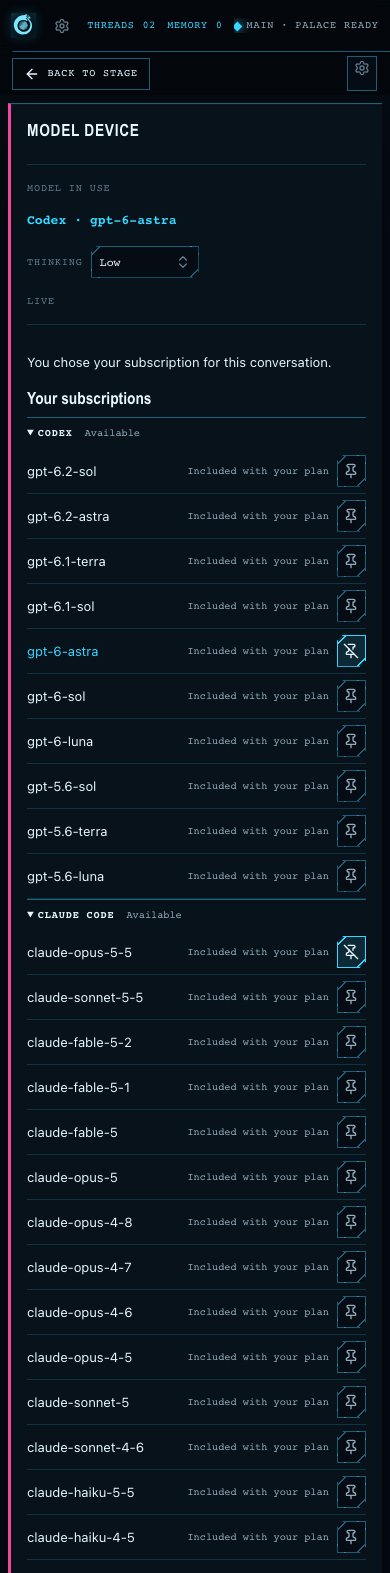 THREADS 02 MEMORY 0 MAIN · PALACE READY
BACK TO STAGE
MODEL DEVICE
MODEL IN USE
Codex · gpt-6-astra
THINKING Low
LIVE
You chose your subscription for this conversation.
Your subscriptions
CODEX Available
gpt-6.2-sol Included with your plan
gpt-6.2-astra Included with your plan
gpt-6.1-terra Included with your plan
gpt-6.1-sol Included with your plan
gpt-6-astra Included with your plan
gpt-6-sol Included with your plan
gpt-6-luna Included with your plan
gpt-5.6-sol Included with your plan
gpt-5.6-terra Included with your plan
gpt-5.6-luna Included with your plan
CLAUDE CODE Available
claude-opus-5-5 Included with your plan
claude-sonnet-5-5 Included with your plan
claude-fable-5-2 Included with your plan
claude-fable-5-1 Included with your plan
claude-fable-5 Included with your plan
claude-opus-5 Included with your plan
claude-opus-4-8 Included with your plan
claude-opus-4-7 Included with your plan
claude-opus-4-6 Included with your plan
claude-opus-4-5 Included with your plan
claude-sonnet-5 Included with your plan
claude-sonnet-4-6 Included with your plan
claude-haiku-5-5 Included with your plan
claude-haiku-4-5 Included with your plan